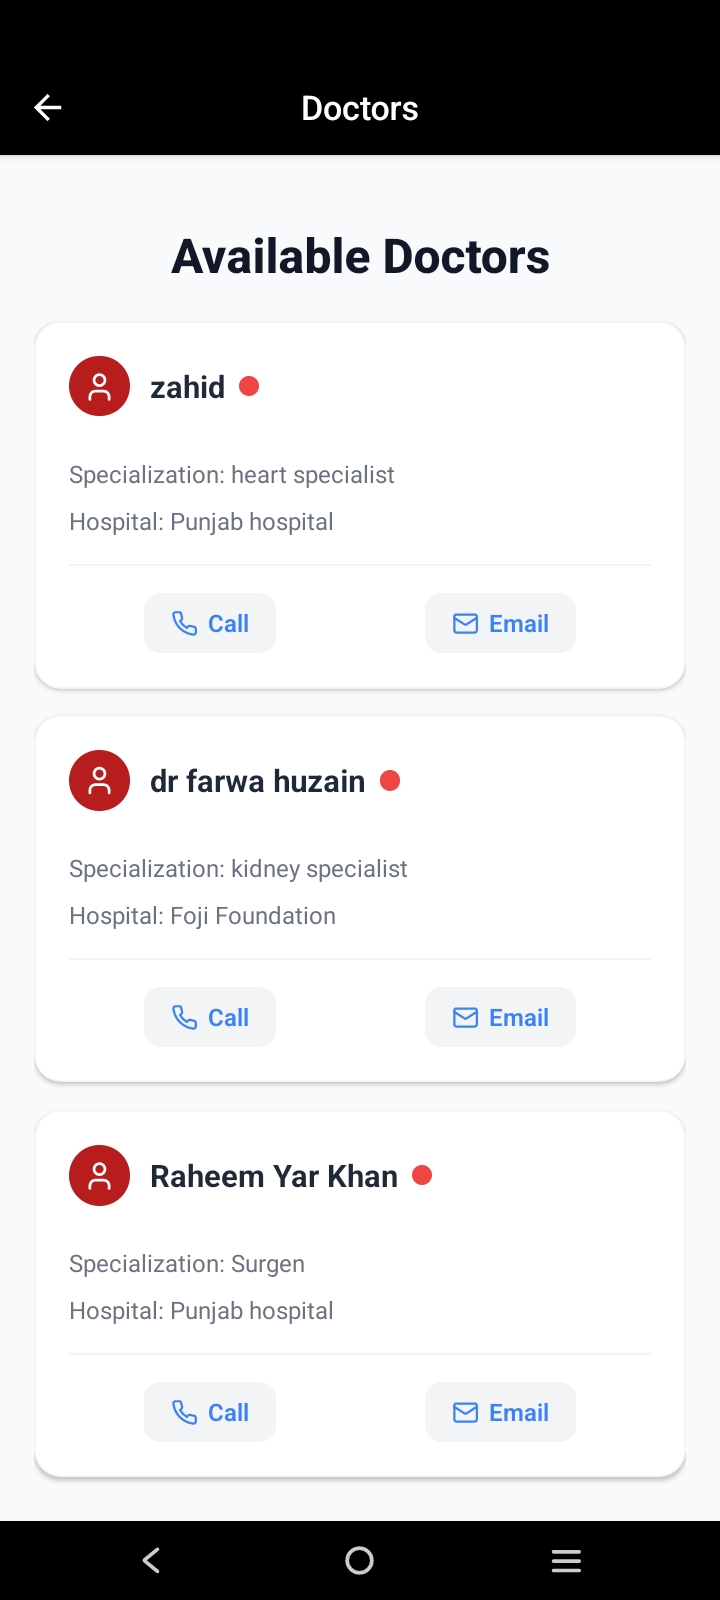 Doctors
Available Doctors
zahid
Specialization: heart specialist
Hospital: Punjab hospital
Call Email
dr farwa huzain
Specialization: kidney specialist
Hospital: Foji Foundation
Call Email
Raheem Yar Khan
Specialization: Surgen
Hospital: Punjab hospital
Call Email